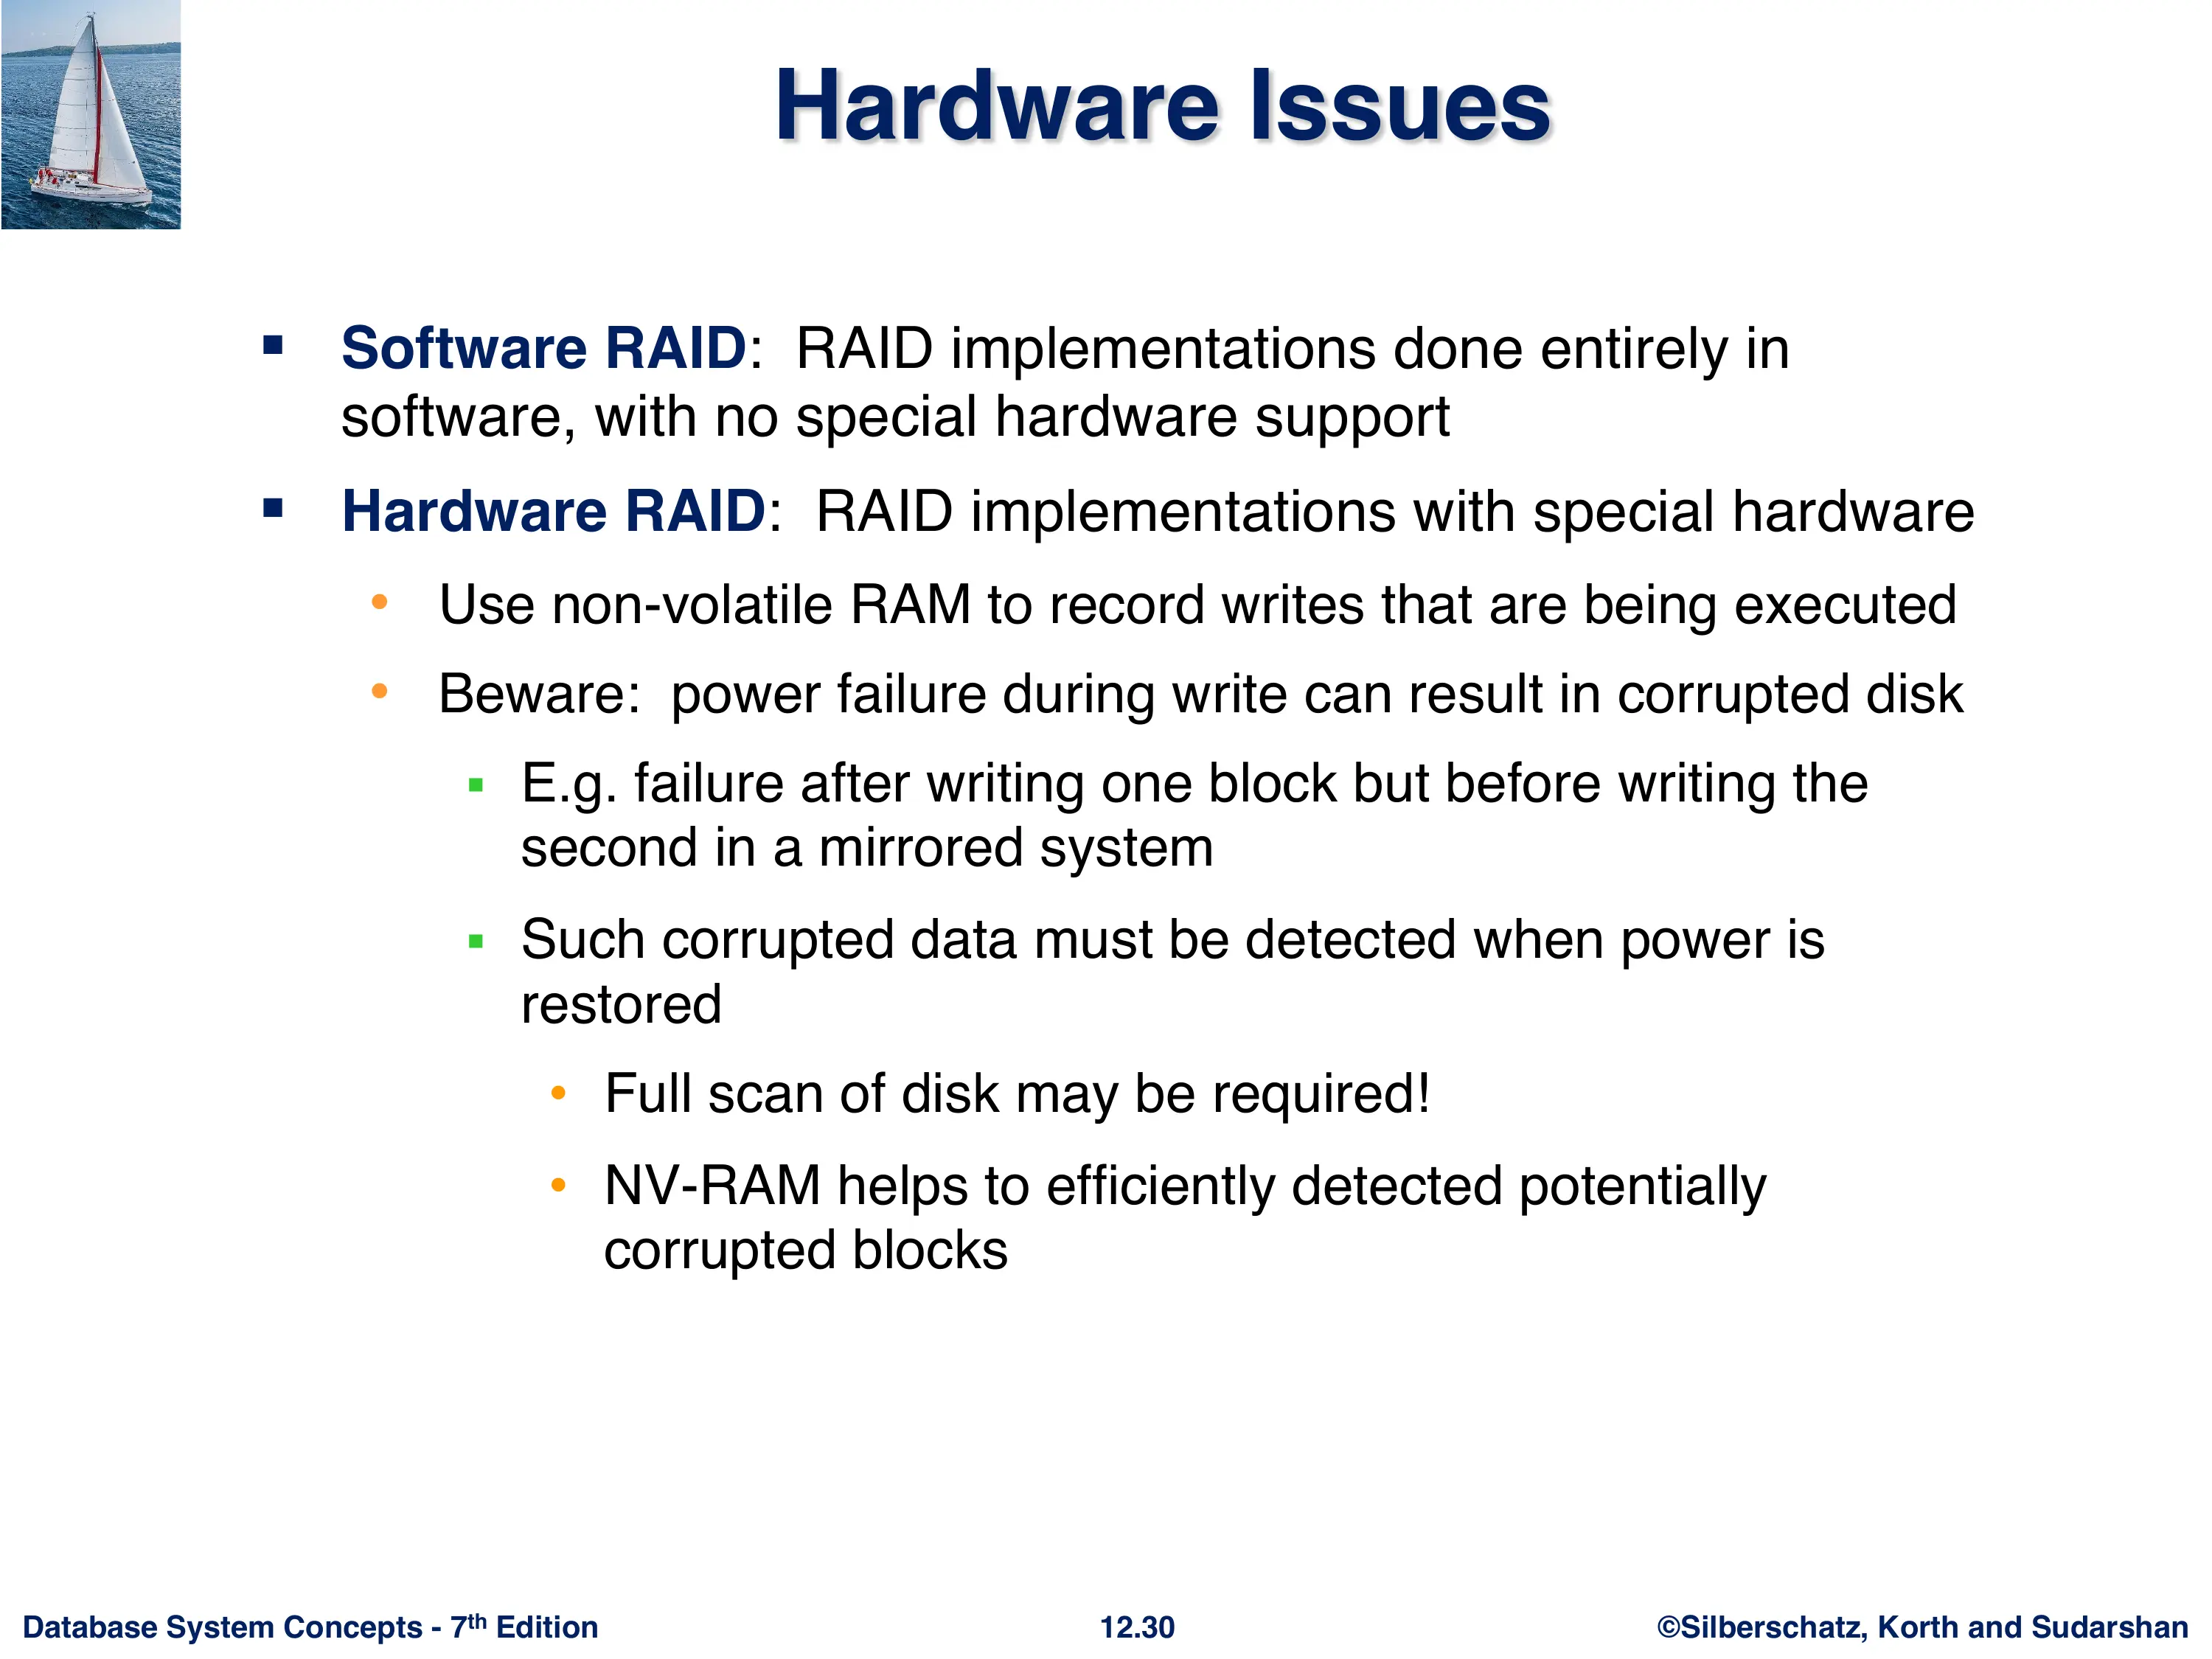 Hardware Issues
▪ Software RAID: RAID implementations done entirely in
software, with no special hardware support
▪ Hardware RAID: RAID implementations with special hardware
• Use non-volatile RAM to record writes that are being executed
• Beware: power failure during write can result in corrupted disk
▪ E.g. failure after writing one block but before writing the
second in a mirrored system
▪ Such corrupted data must be detected when power is
restored
• Full scan of disk may be required!
• NV-RAM helps to efficiently detected potentially
corrupted blocks
Database System Concepts - 7th Edition
12.30
©Silberschatz, Korth and Sudarshan